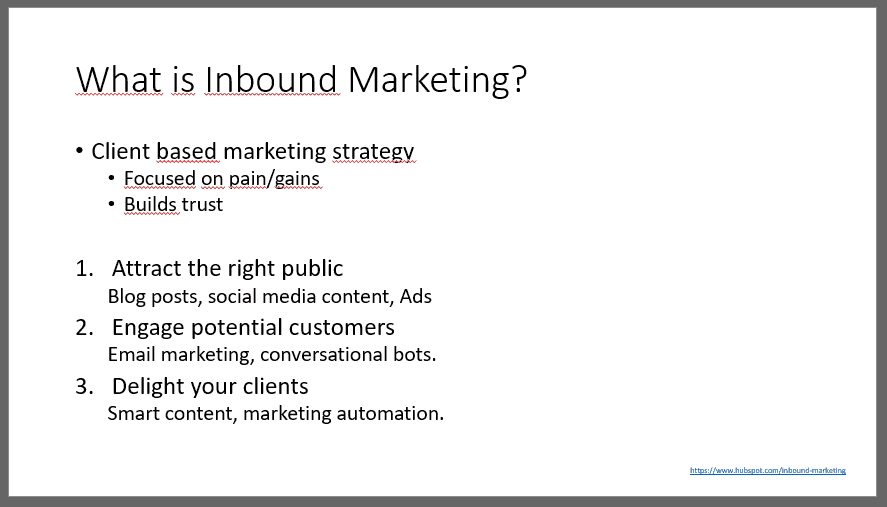 What is Inbound Marketing?
• Client based marketing strategy
• Focused on pain/gains
• Builds trust
1. Attract the right public
Blog posts, social media content, Ads
2. Engage potential customers
Email marketing, conversational bots.
3. Delight your clients
Smart content, marketing automation.
https://www.hubspot.com/inbound-marketing